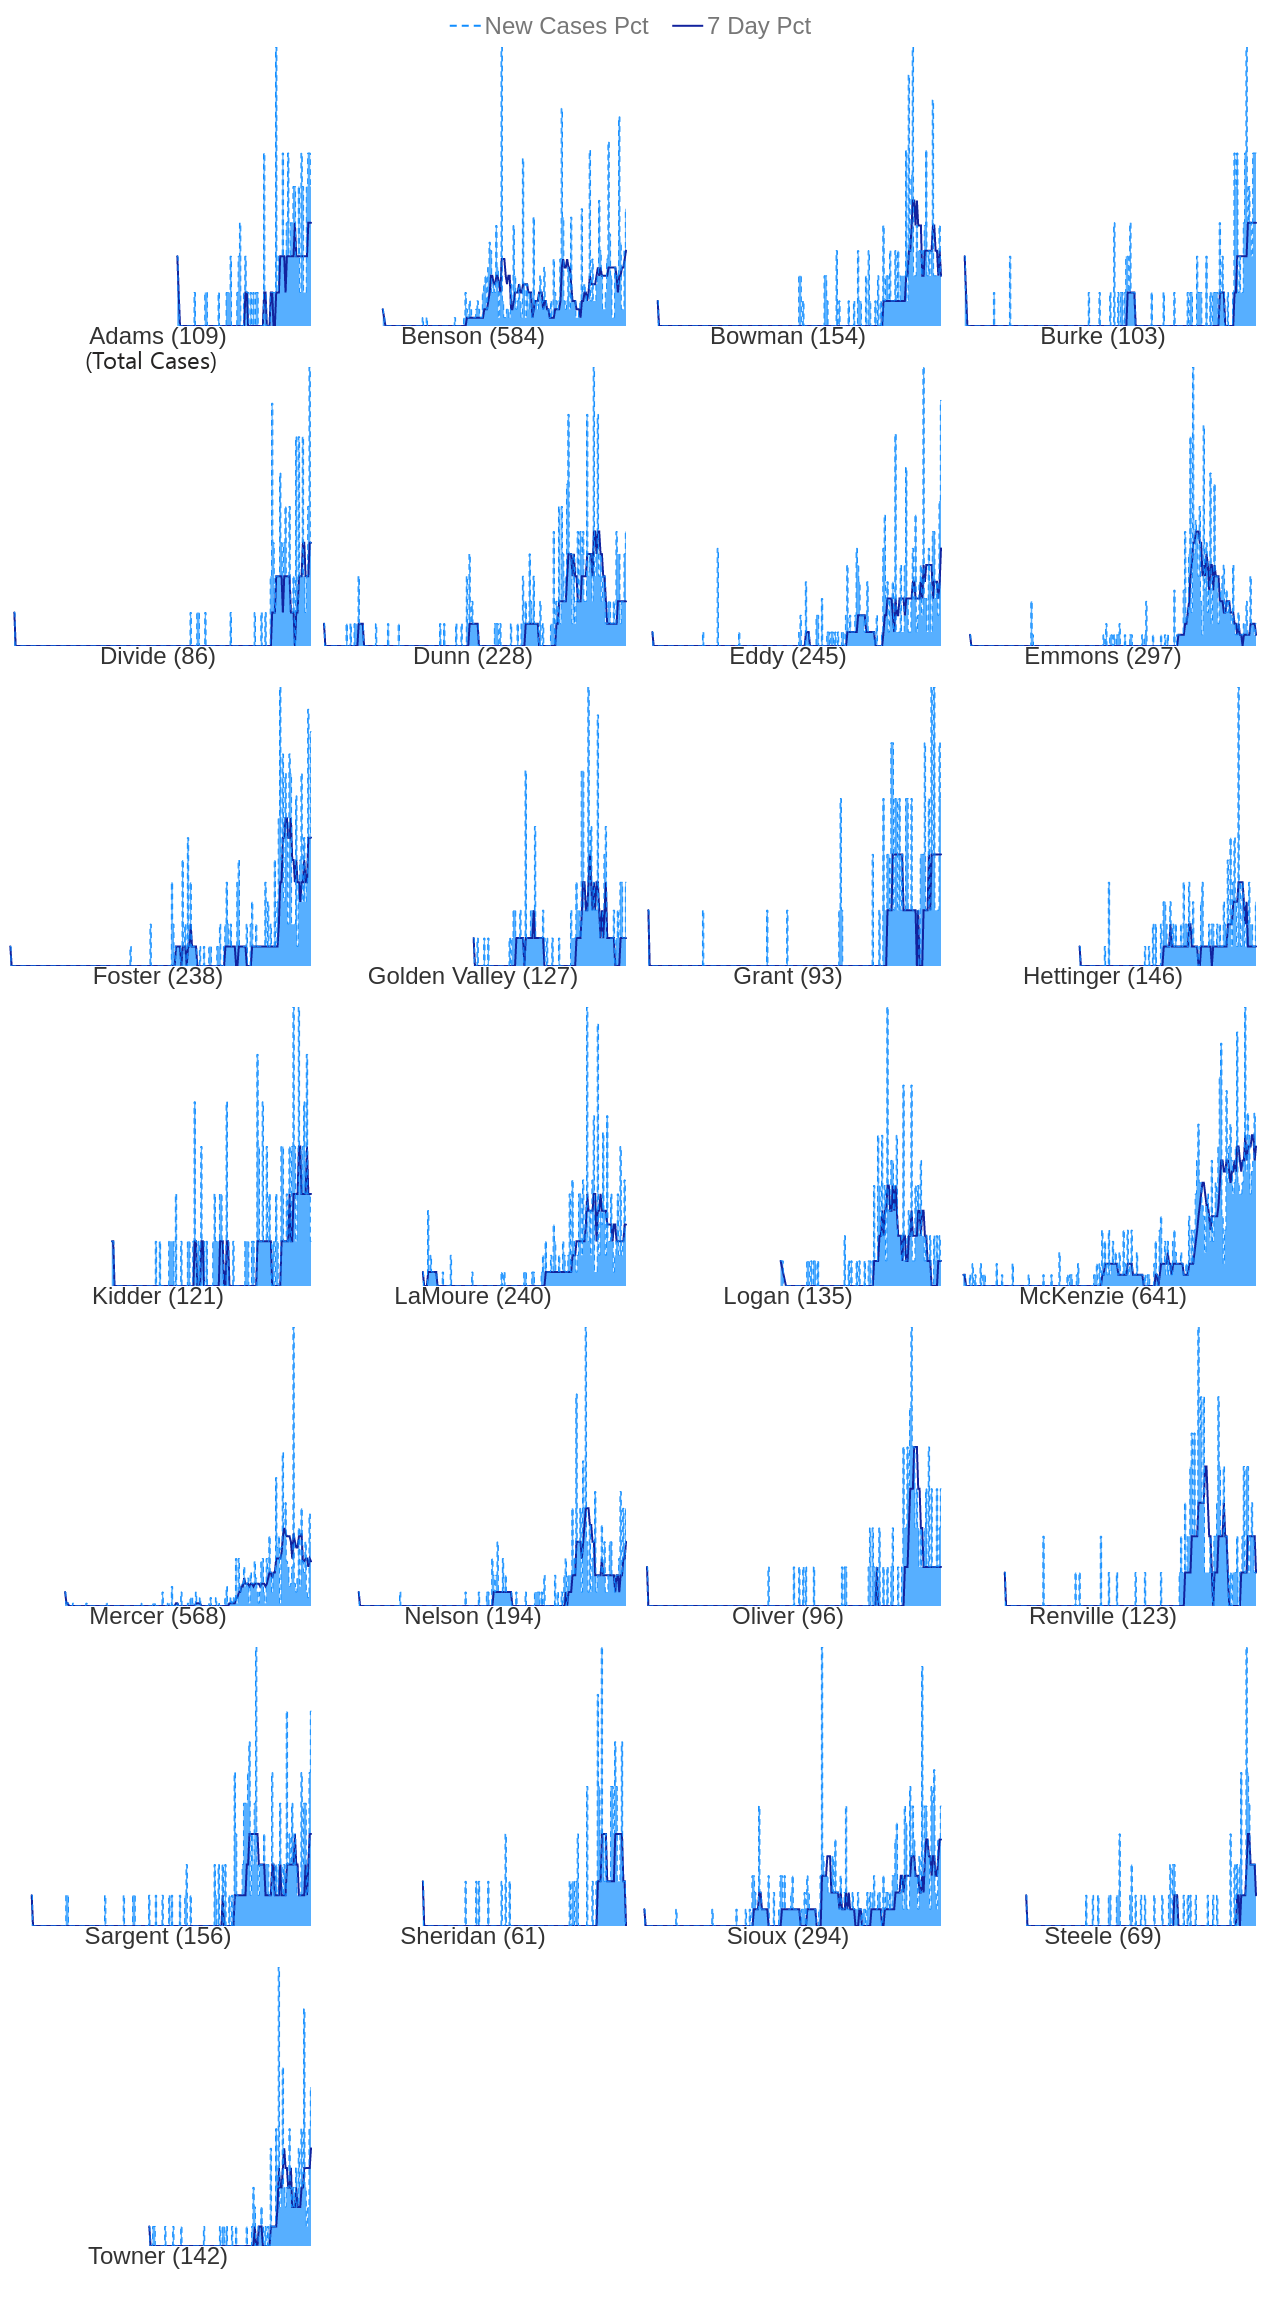 New Cases Pct 7 Day Pct
Adams (109) Benson (584) Bowman (154) Burke (103)
(Total Cases)
Divide (86) Dunn (228) Eddy (245) Emmons (297)
Foster (238) Golden Valley (127) Grant (93) Hettinger (146)
Kidder (121) LaMoure (240) Logan (135) McKenzie (641)
Mercer (568) Nelson (194) Oliver (96) Renville (123)
Sargent (156) Sheridan (61) Sioux (294) Steele (69)
Towner (142)